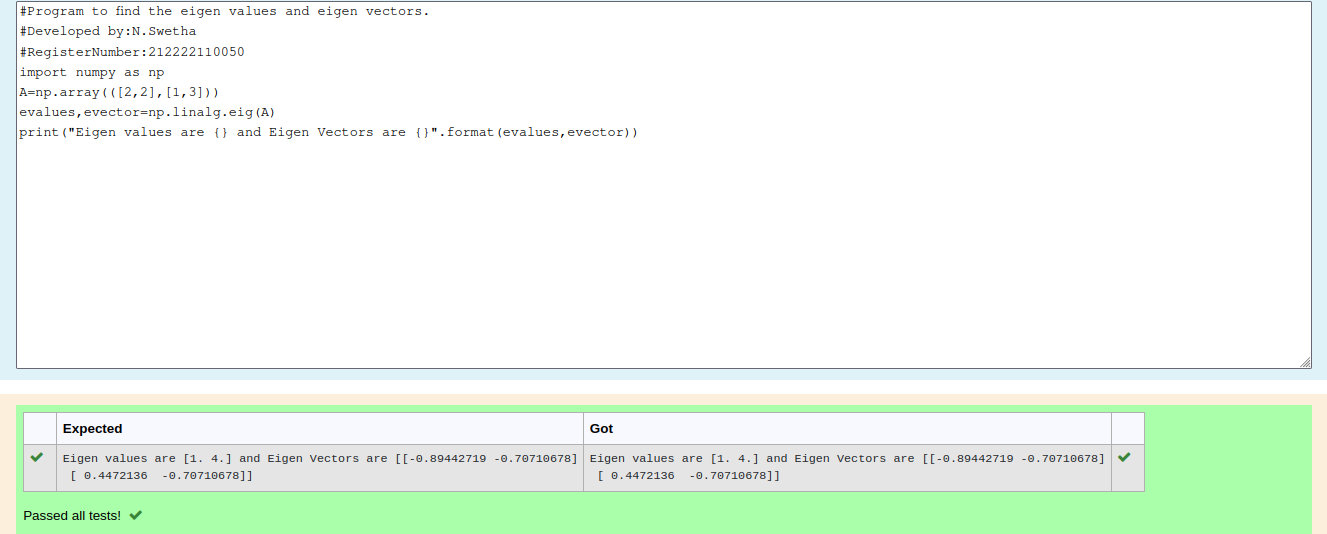 #Program to find the eigen values and eigen vectors.
#Developed by:N.Swetha
#RegisterNumber:212222110050
import numpy as np
A=np.array(([2,2],[1,3]))
evalues,evector=np.linalg.eig(A)
print("Eigen values are {} and Eigen Vectors are {}".format(evalues,evector))
Expected Got
Eigen values are [1. 4.] and Eigen Vectors are [[-0.89442719 -0.70710678] Eigen values are [1. 4.] and Eigen Vectors are [[-0.89442719 -0.70710678]
[ 0.4472136  -0.70710678]] [ 0.4472136  -0.70710678]]
Passed all tests!